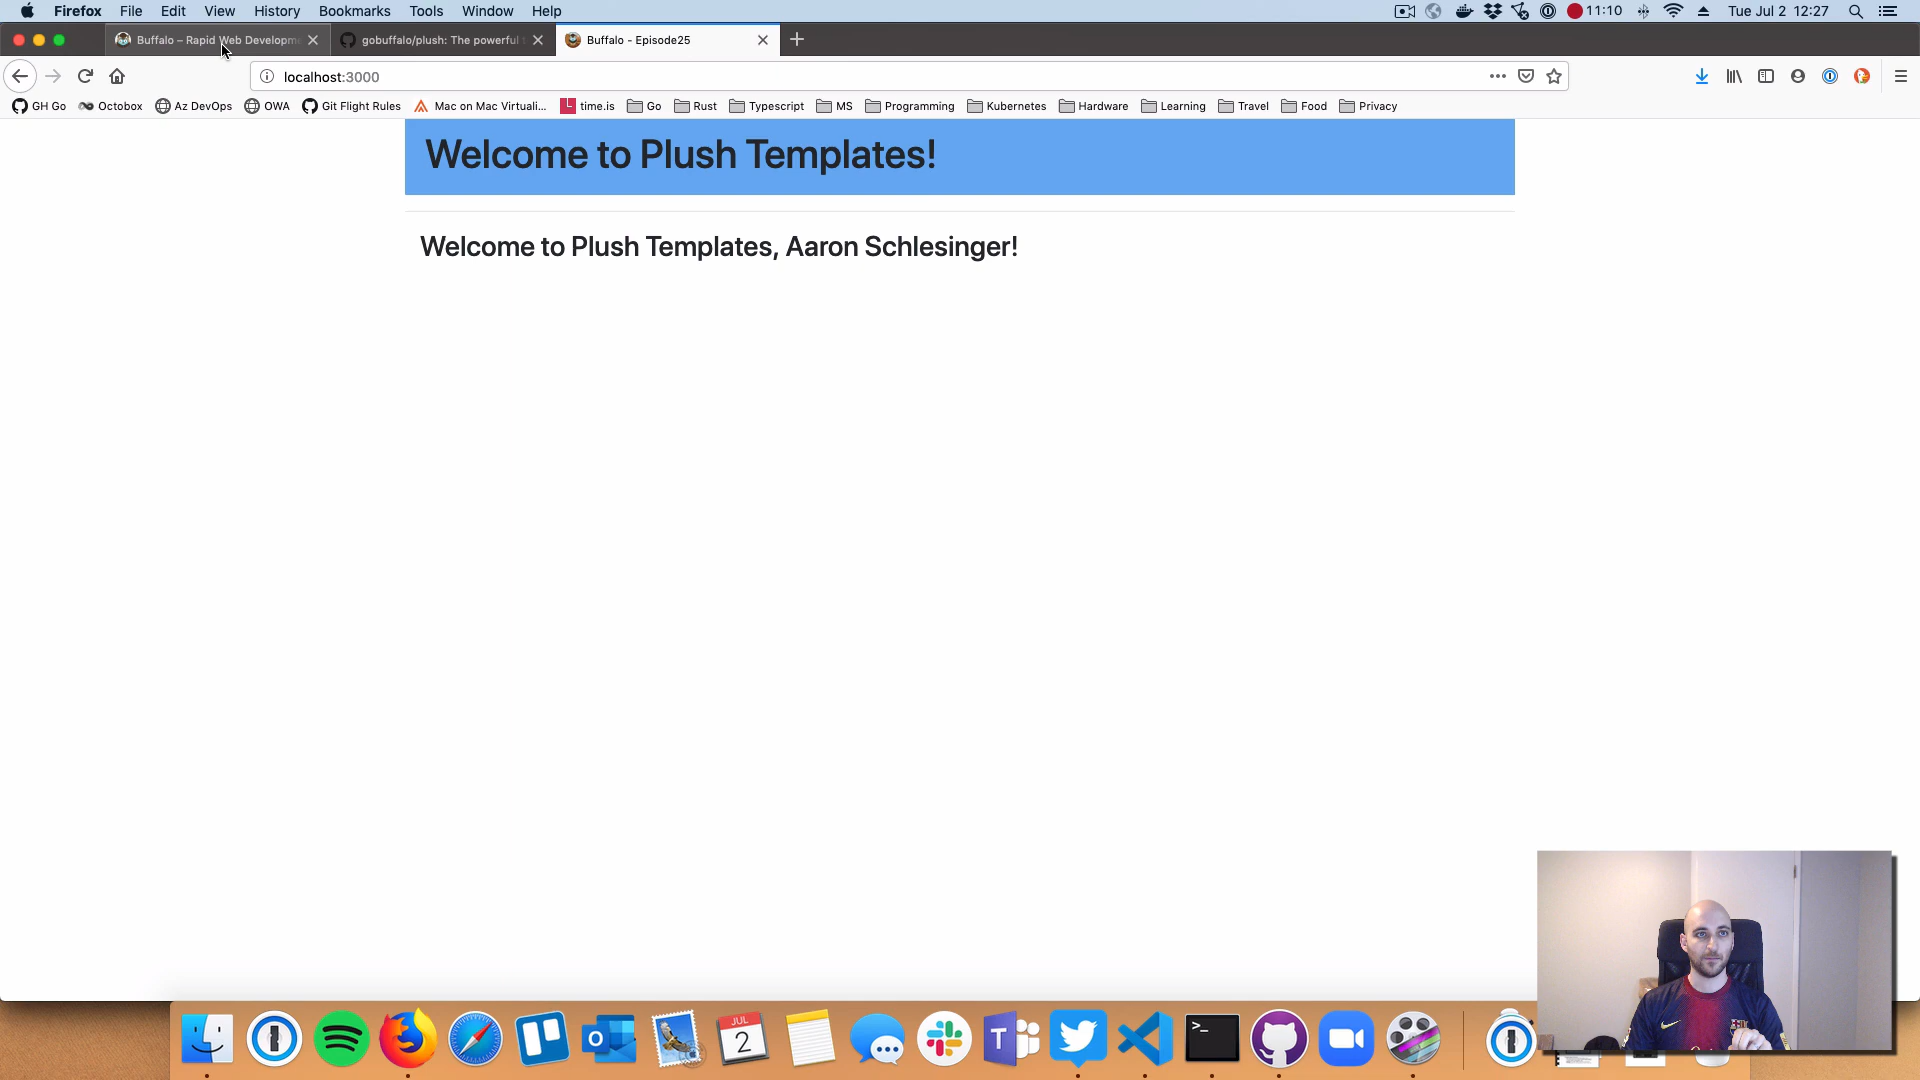 Firefox File Edit View History Bookmarks Tools Window Help 11:10 Tue Jul 2 12:27
Buffalo – Rapid Web Developm gobuffalo/plush: The powerful Buffalo - Episode25
localhost:3000
GH Go Octobox Az DevOps OWA Git Flight Rules Mac on Mac Virtuali... time.is Go Rust Typescript MS Programming Kubernetes Hardware Learning Travel Food Privacy
Welcome to Plush Templates!
Welcome to Plush Templates, Aaron Schlesinger!
JUL
2